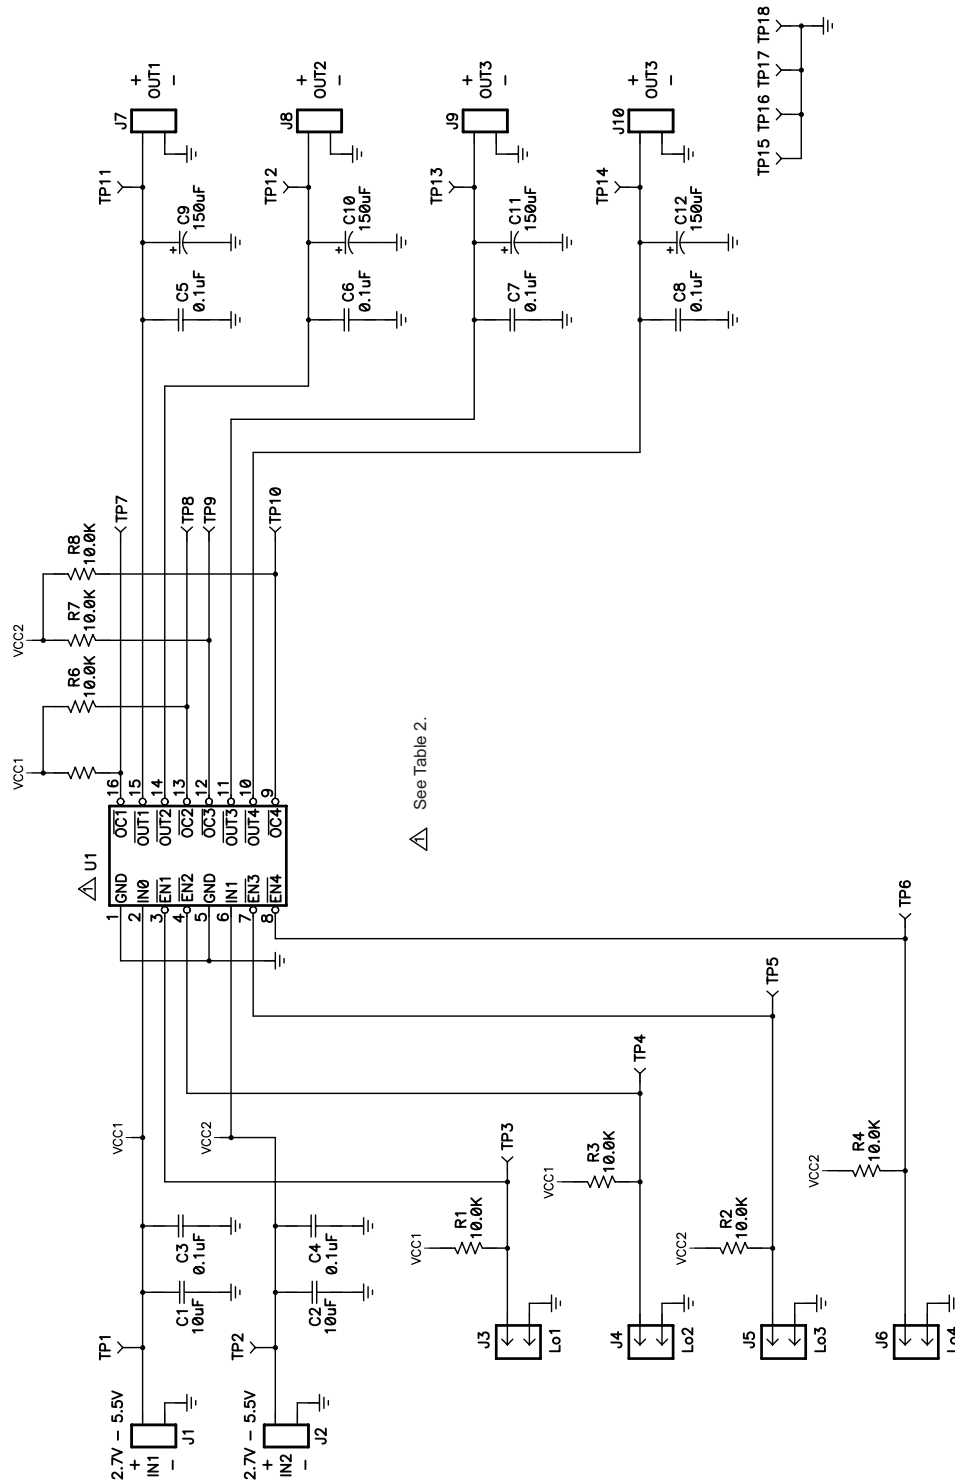 2.7V - 5.5V
+
IN1
-
J1
TP1
C1
10uF
C3
0.1uF
VCC1
2.7V - 5.5V
+
IN2
-
J2
TP2
C2
10uF
C4
0.1uF
VCC2
J3
Lo1
VCC1
R1
10.0K
TP3
J4
Lo2
VCC1
R3
10.0K
TP4
J5
Lo3
VCC2
R2
10.0K
TP5
J6
Lo4
VCC2
R4
10.0K
TP6
1 U1
1 GND
2 IN0
3 EN1
4 EN2
5 GND
6 IN1
7 EN3
8 EN4
OC1 16
OUT1 15
OUT2 14
OC2 13
OC3 12
OUT3 11
OUT4 10
OC4 9
1 See Table 2.
VCC1
R6
10.0K
VCC2
R7
10.0K
R8
10.0K
TP7
TP8
TP9
TP10
C5
0.1uF
+
C9
150uF
TP11
J7
+
OUT1
-
C6
0.1uF
+
C10
150uF
TP12
J8
+
OUT2
-
C7
0.1uF
+
C11
150uF
TP13
J9
+
OUT3
-
C8
0.1uF
+
C12
150uF
TP14
J10
+
OUT3
-
TP15
TP16
TP17
TP18